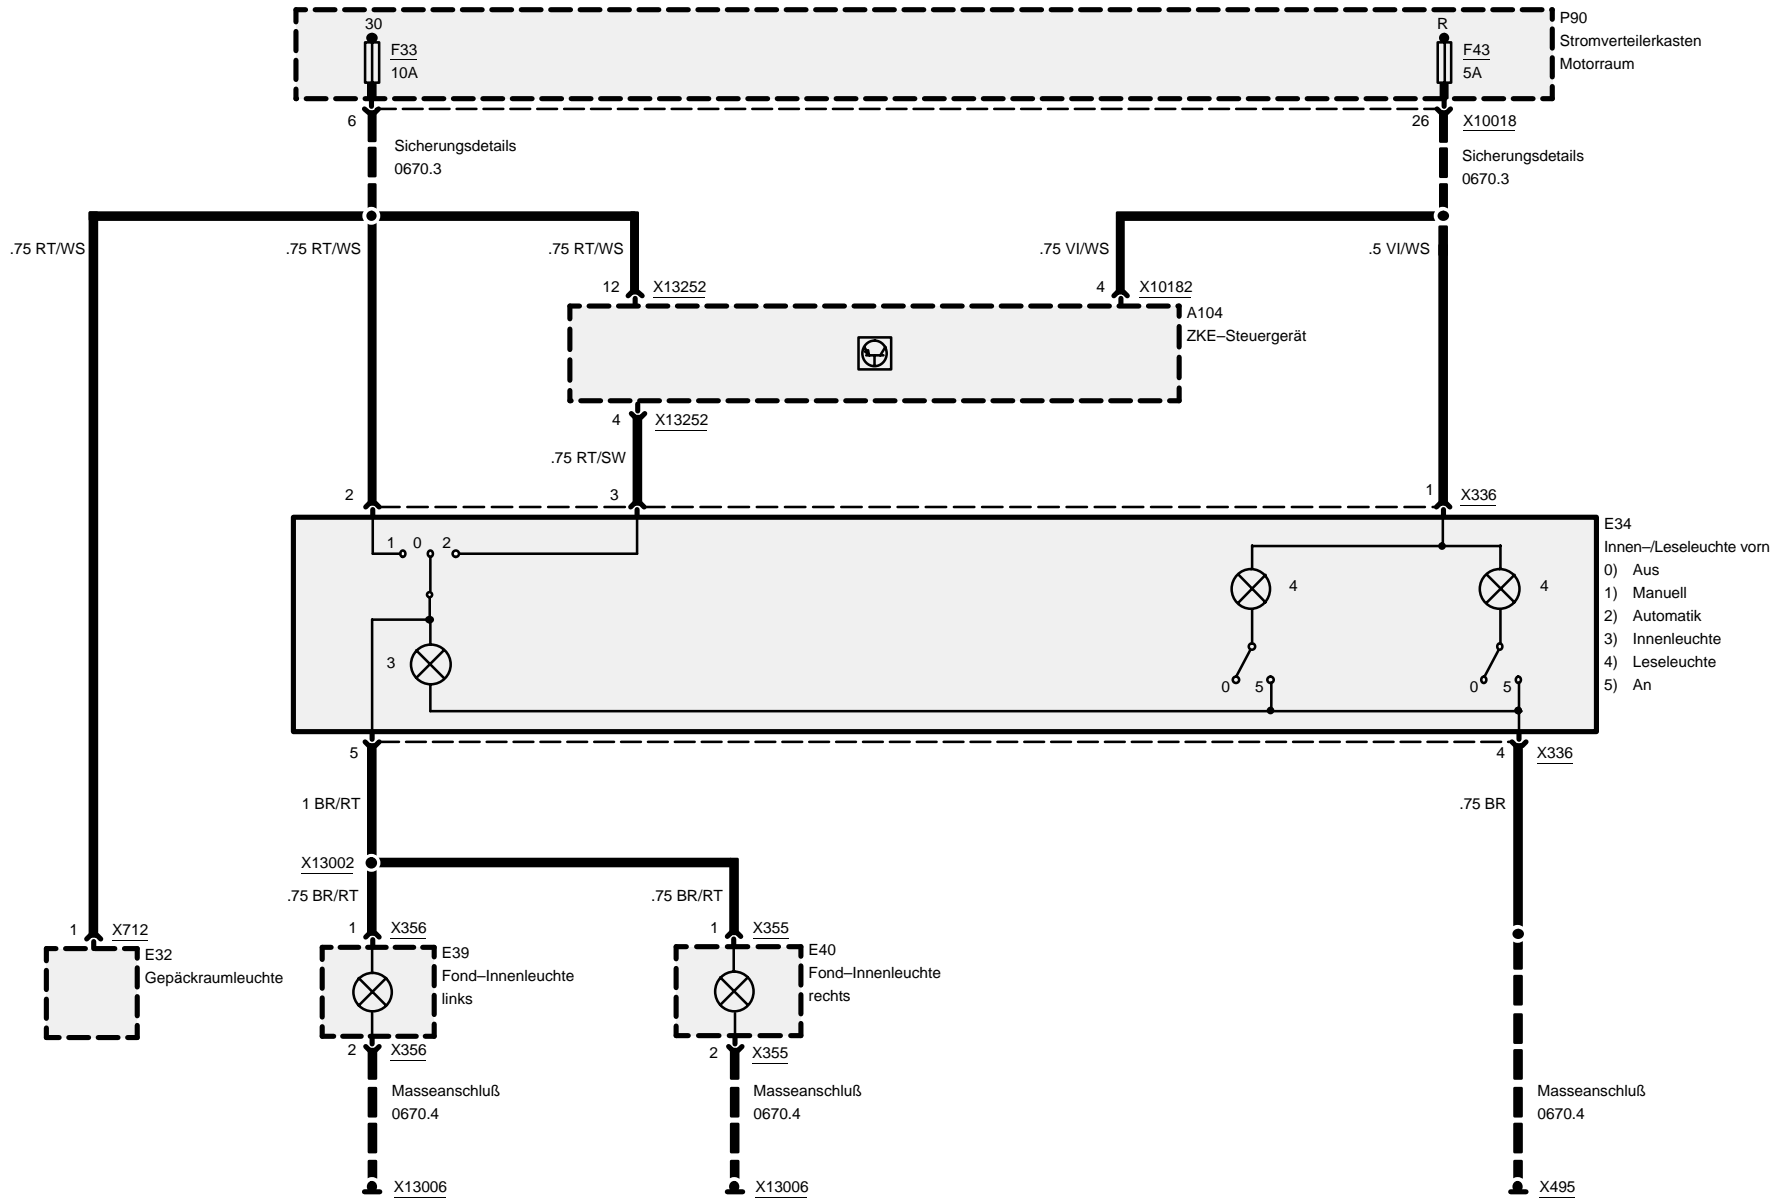 30
R
P90
Stromverteilerkasten
Motorraum
F33
10A
F43
5A
6
26
X10018
Sicherungsdetails
0670.3
Sicherungsdetails
0670.3
.75 RT/WS
.75 RT/WS
.75 RT/WS
.75 VI/WS
.5 VI/WS
12
X13252
4
X10182
A104
ZKE–Steuergerät
4
X13252
.75 RT/SW
2
3
1
X336
E34
Innen–/Leseleuchte vorn
0) Aus
1) Manuell
2) Automatik
3) Innenleuchte
4) Leseleuchte
5) An
1 0 2
3
4
4
0 5
0 5
5
4
X336
1 BR/RT
.75 BR
X13002
.75 BR/RT
.75 BR/RT
1
X712
1
X356
1
X355
E32
Gepäckraumleuchte
E39
Fond–Innenleuchte
links
E40
Fond–Innenleuchte
rechts
2
X356
2
X355
Masseanschluß
0670.4
Masseanschluß
0670.4
Masseanschluß
0670.4
X13006
X13006
X495